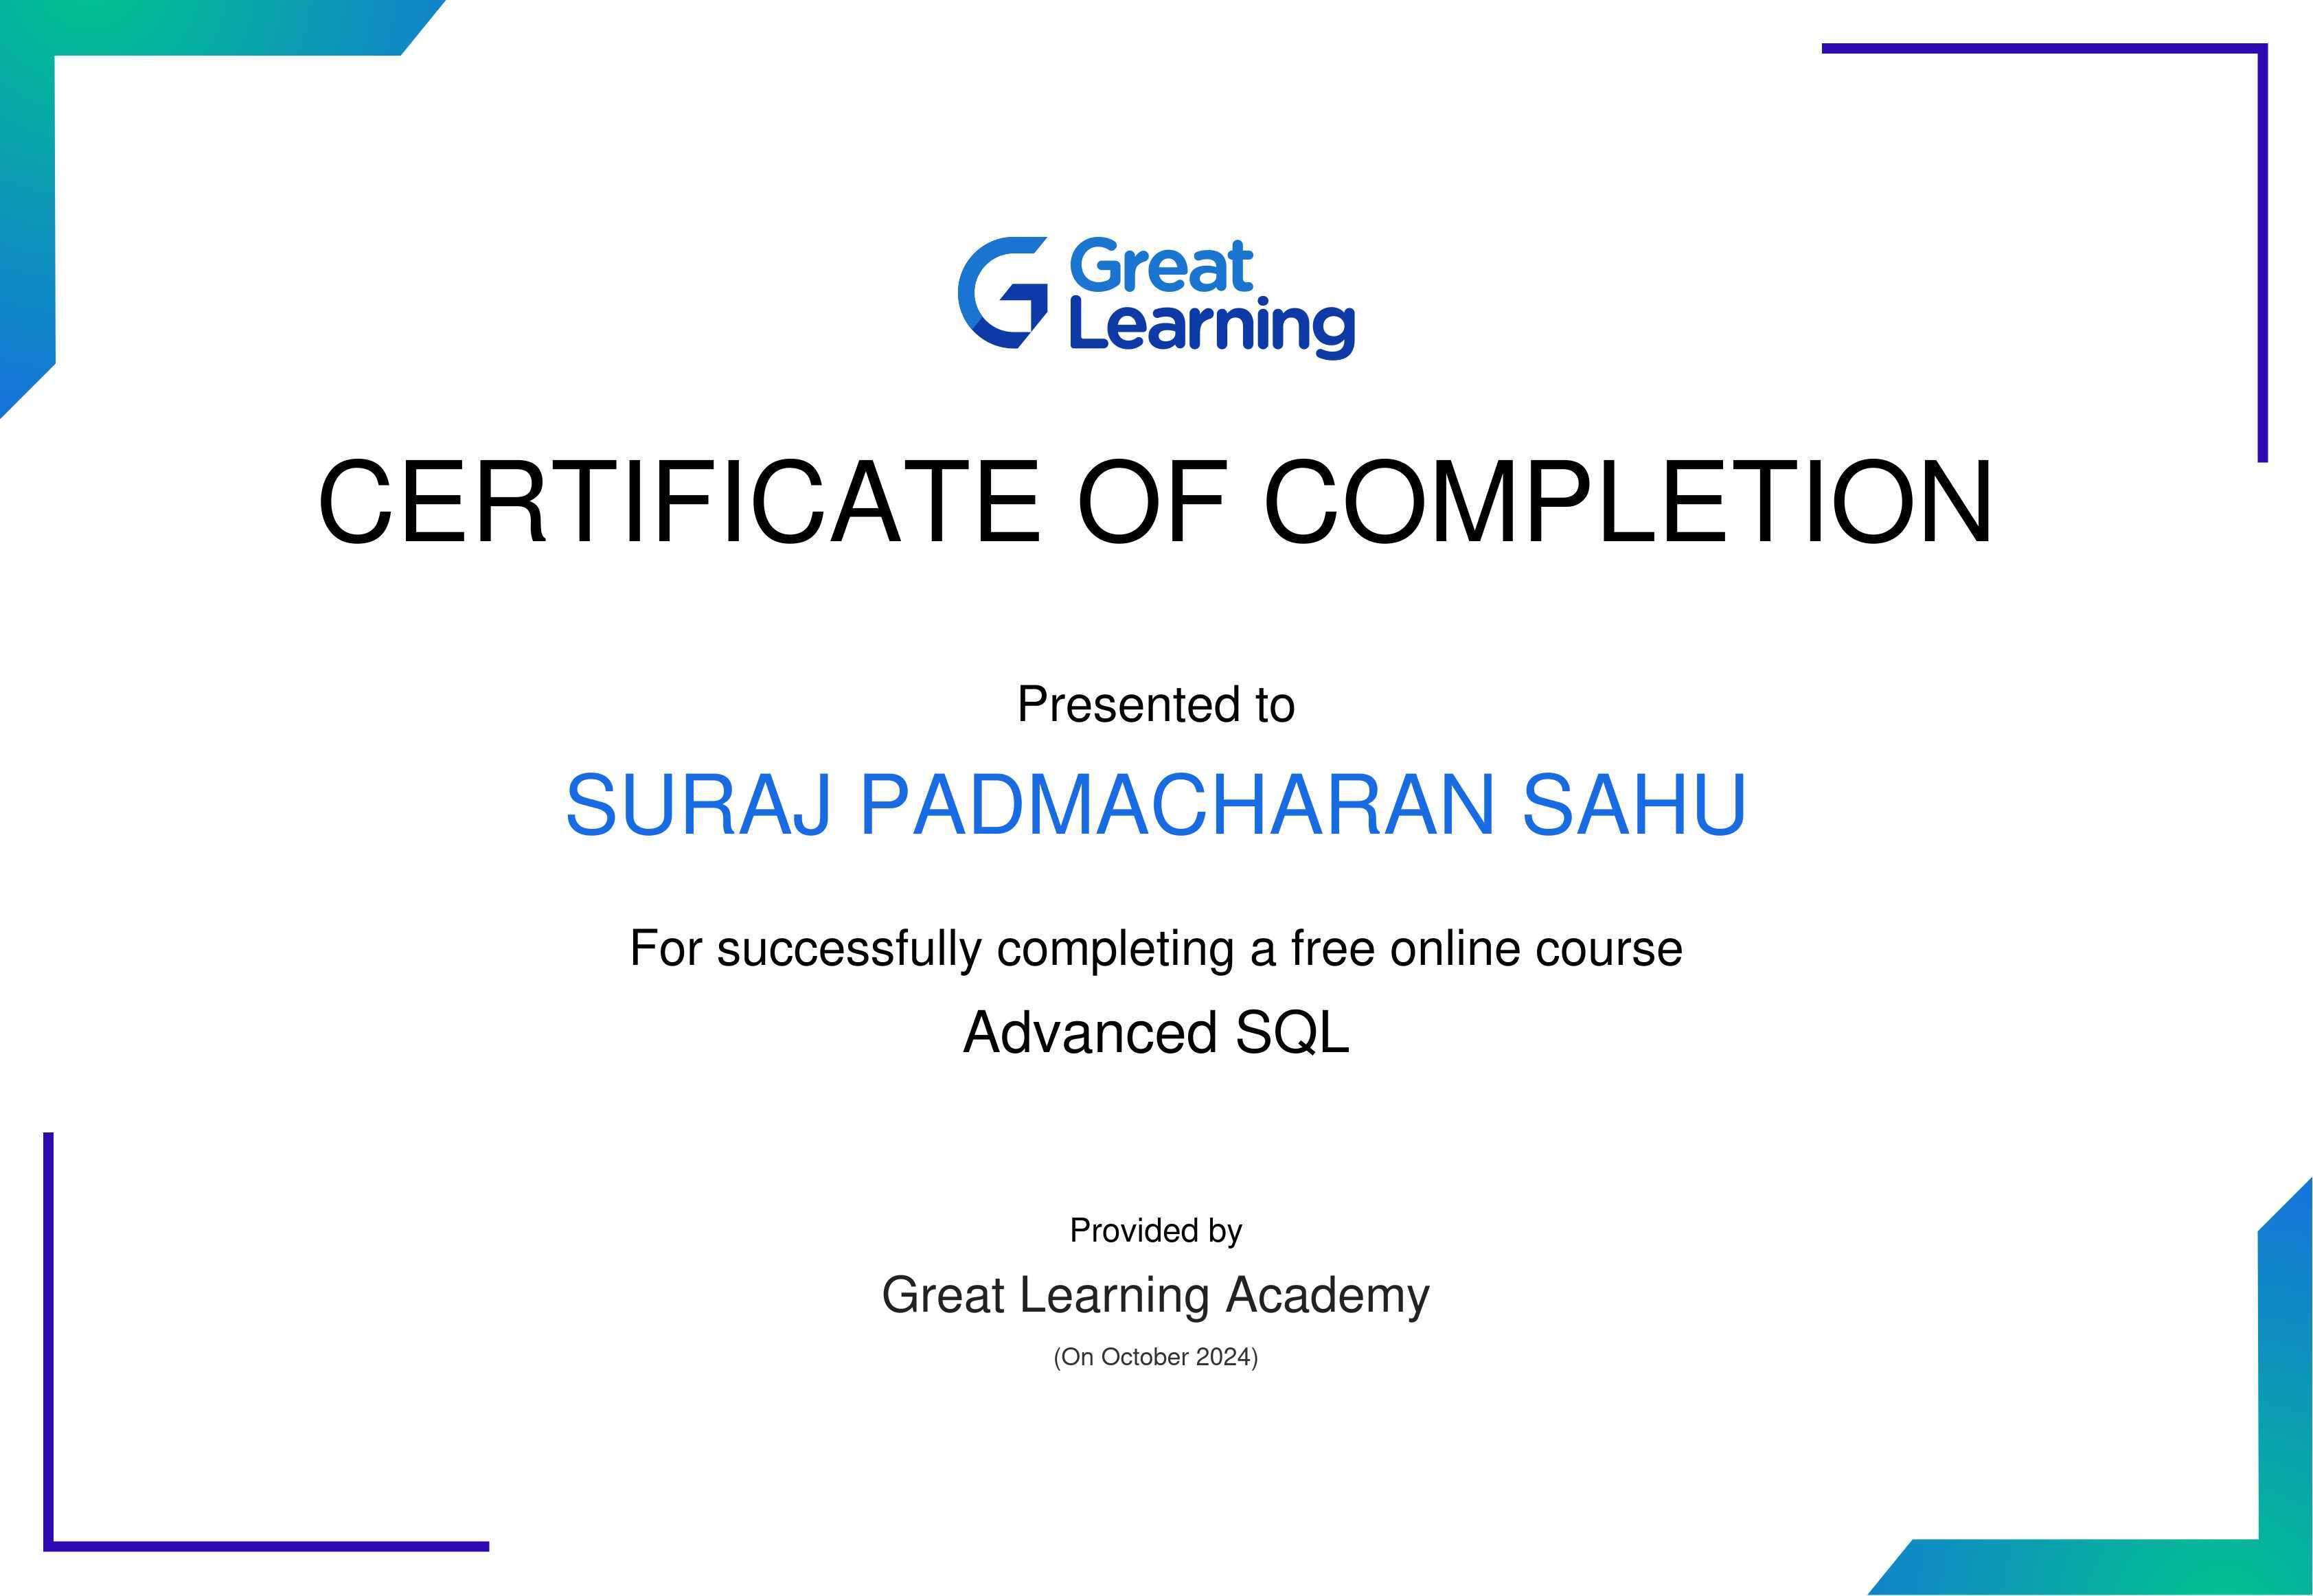 Great
Learning
CERTIFICATE OF COMPLETION
Presented to
SURAJ PADMACHARAN SAHU
For successfully completing a free online course
Advanced SQL
Provided by
Great Learning Academy
(On October 2024)